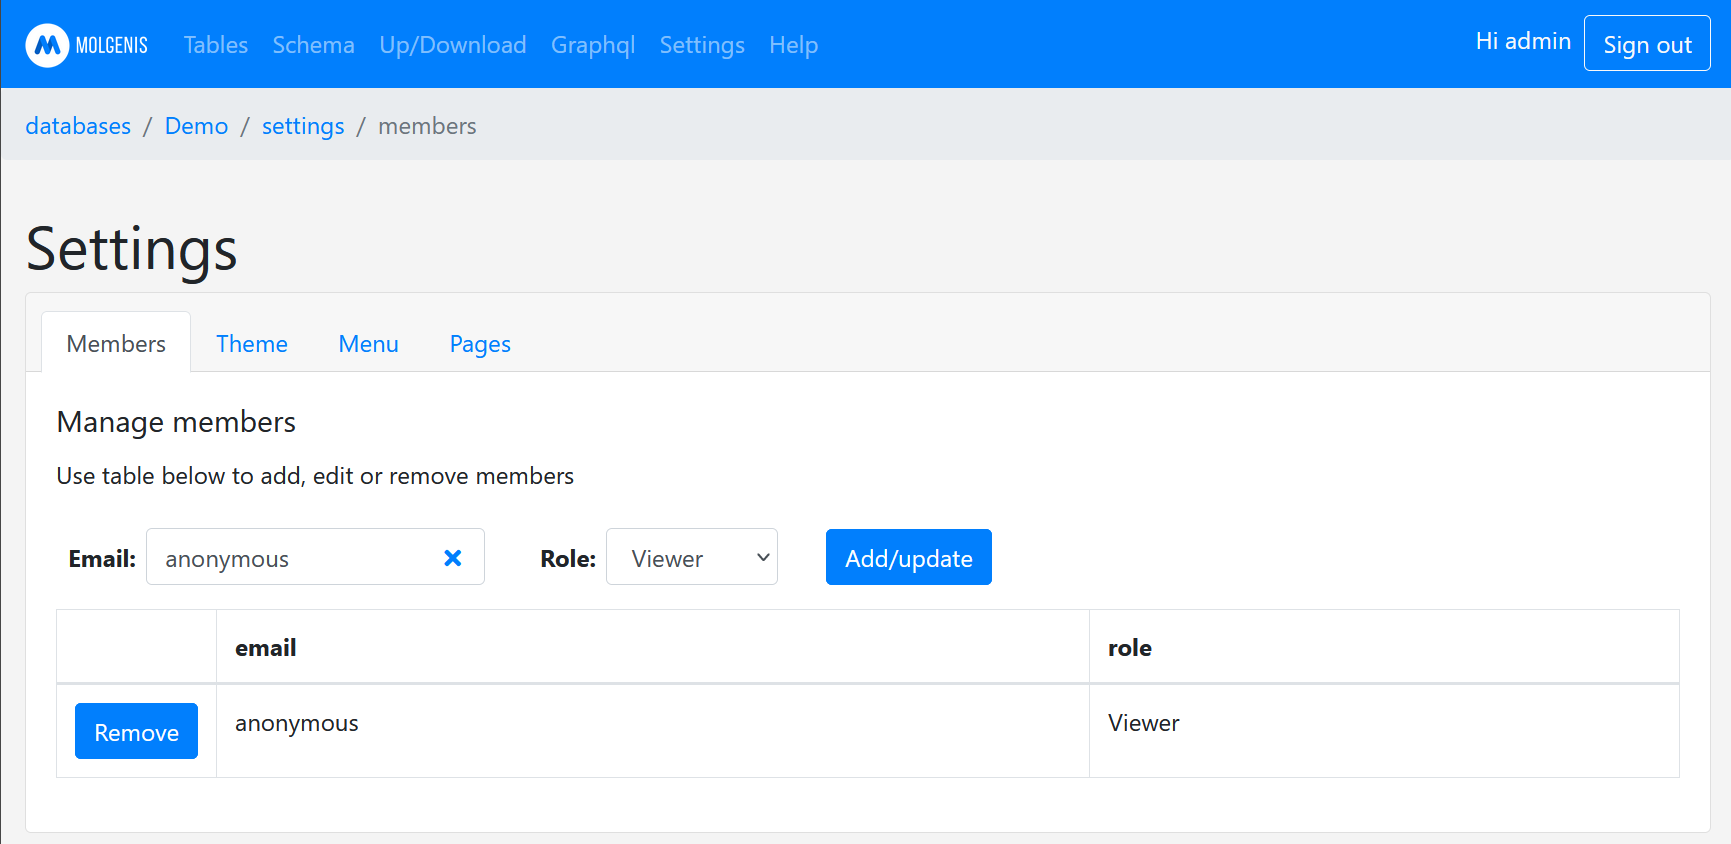 MOLGENIS Tables Schema Up/Download Graphql Settings Help Hi admin Sign out
databases / Demo / settings / members
Settings
Members Theme Menu Pages
Manage members
Use table below to add, edit or remove members
Email: anonymous Role: Viewer Add/update
email role
Remove anonymous Viewer